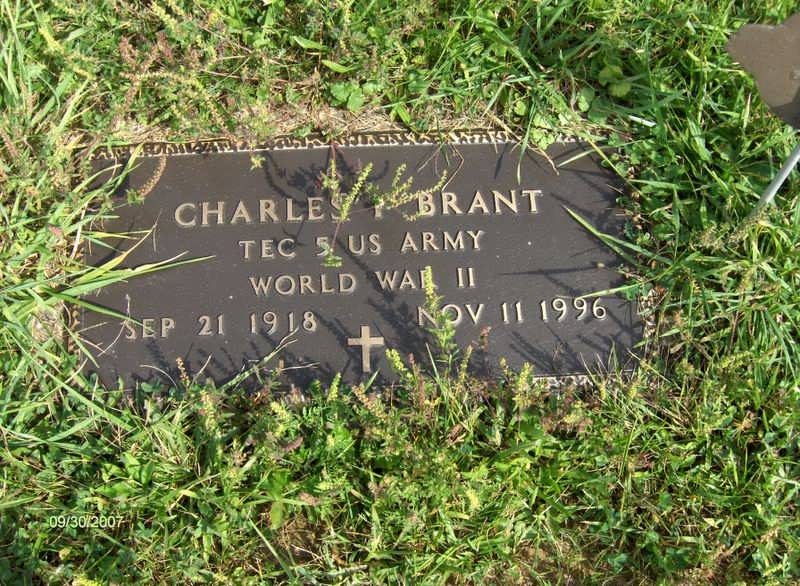 CHARLES BRANT
TEC 5 US ARMY
WORLD WAR II
SEP 21 1918 NOV 11 1996
09/30/2007